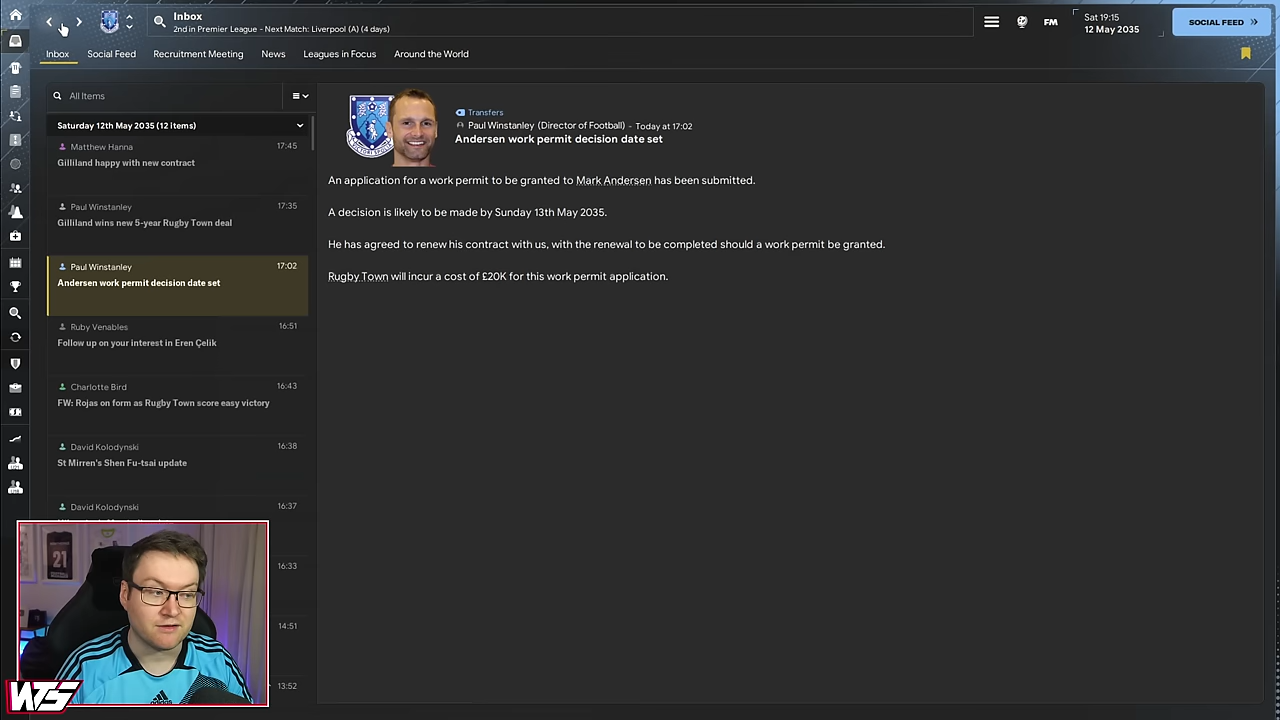 Inbox
2nd in Premier League - Next Match: Liverpool (A) (4 days)
FM
Sat 19:15
12 May 2035
SOCIAL FEED
Inbox
Social Feed
Recruitment Meeting
News
Leagues in Focus
Around the World
All Items
Saturday 12th May 2035 (12 Items)
Matthew Hanna
17:45
Gilliland happy with new contract
Paul Winstanley
17:35
Gilliland wins new 5-year Rugby Town deal
Paul Winstanley
17:02
Andersen work permit decision date set
Ruby Venables
16:51
Follow up on your interest in Eren Çelik
Charlotte Bird
16:43
FW: Rojas on form as Rugby Town score easy victory
David Kolodynski
16:38
St Mirren's Shen Fu-tsai update
David Kolodynski
16:37
16:33
14:51
13:52
Transfers
Paul Winstanley (Director of Football) - Today at 17:02
Andersen work permit decision date set
An application for a work permit to be granted to Mark Andersen has been submitted.
A decision is likely to be made by Sunday 13th May 2035.
He has agreed to renew his contract with us, with the renewal to be completed should a work permit be granted.
Rugby Town will incur a cost of £20K for this work permit application.
21
WTS